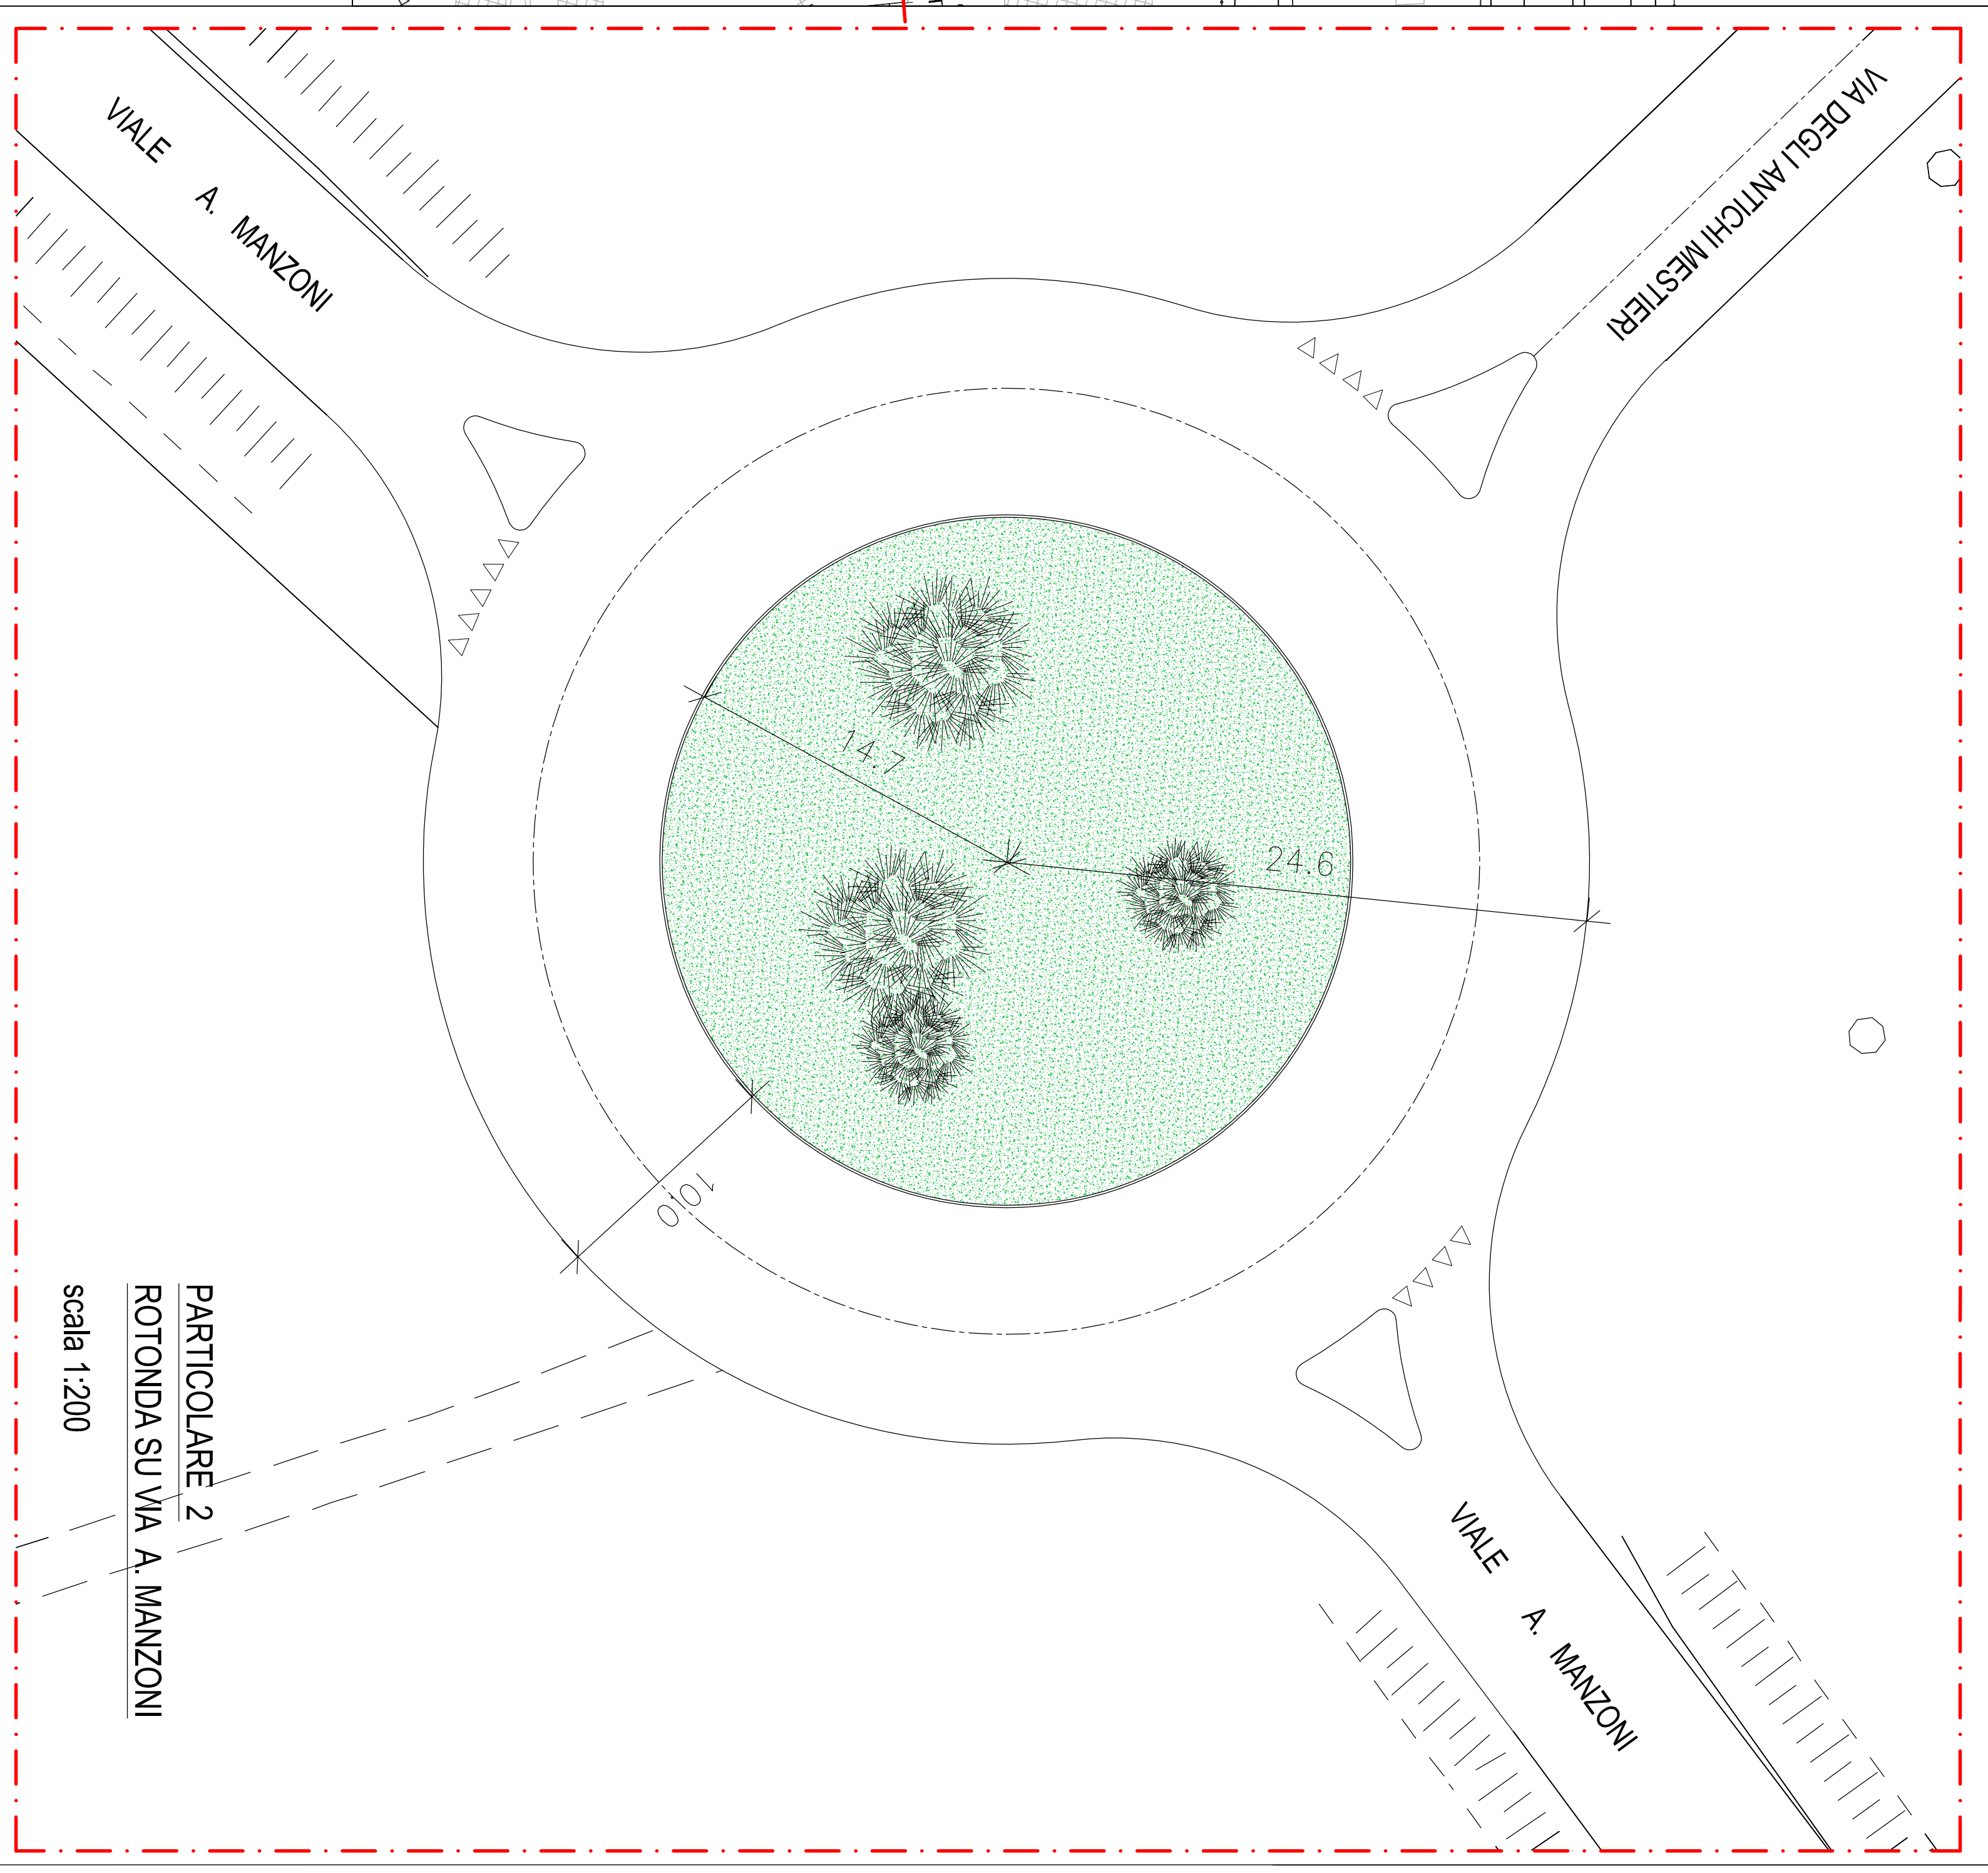 VIALE A. MANZONI
VIA DEGLI ANTICHI MESTIERI
14.7
24.6
10.0
VIALE A. MANZONI
PARTICOLARE 2
ROTONDA SU VIA A. MANZONI
scala 1:200